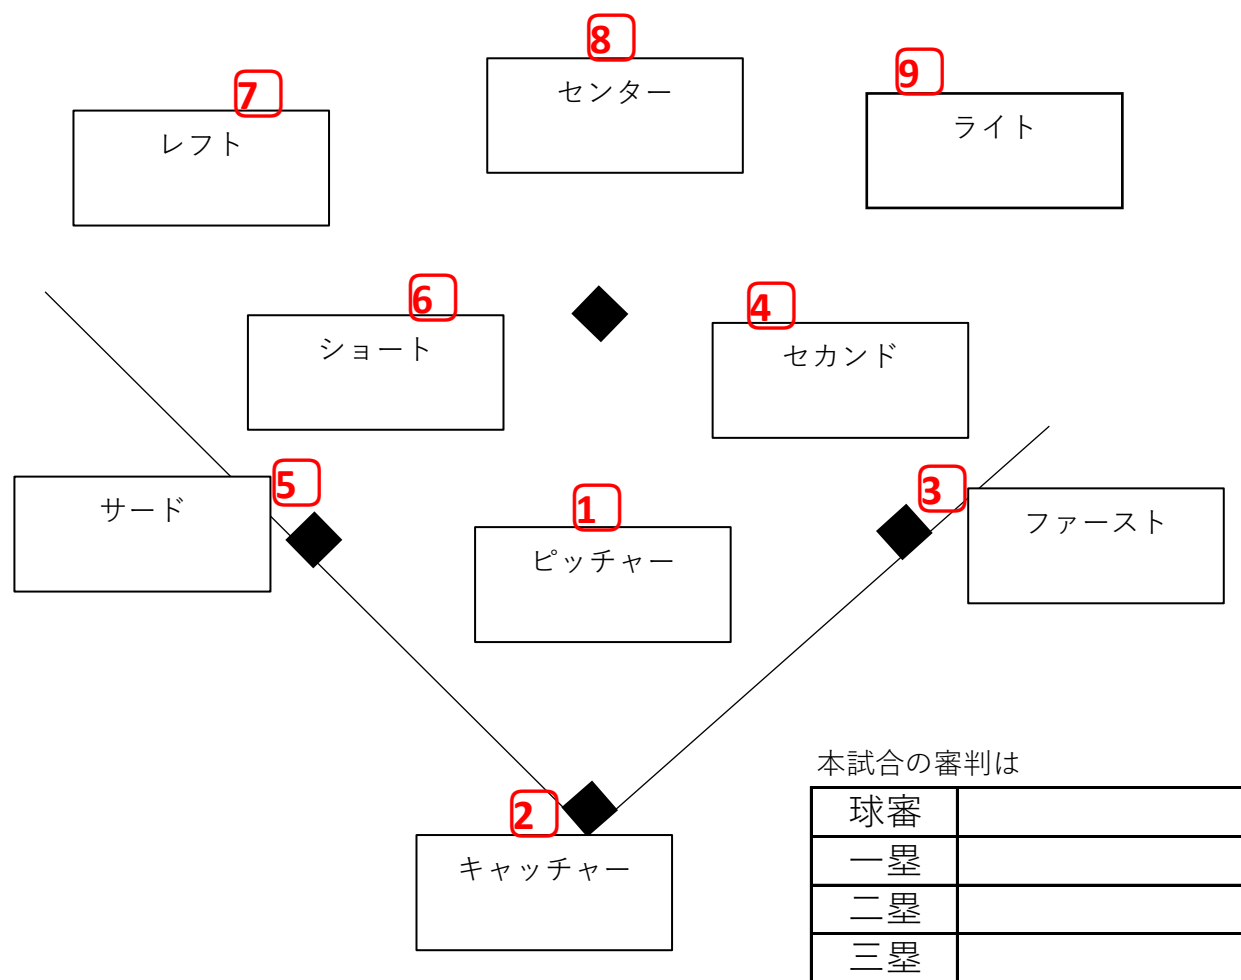 8
センター
9
ライト
7
レフト
6
ショート
4
セカンド
5
サード
1
ピッチャー
3
ファースト
2
キャッチャー
本試合の審判は
球審
一塁
二塁
三塁